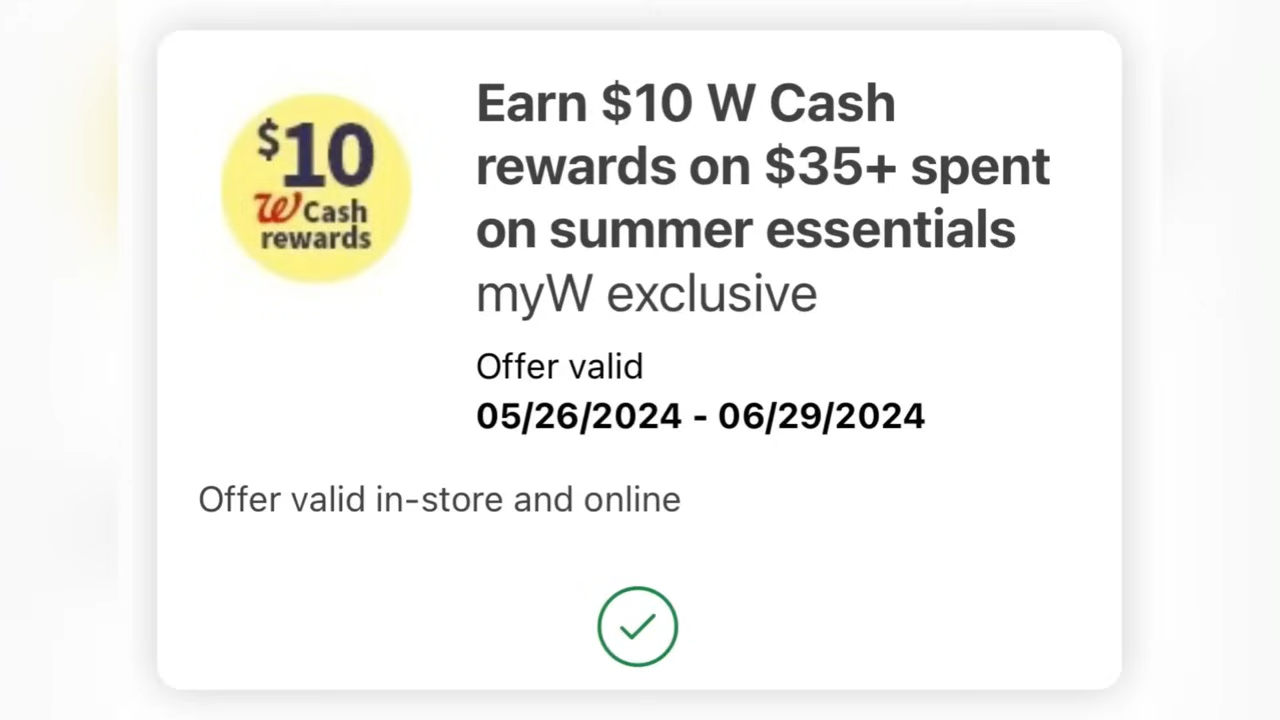 $10
W Cash
rewards
Earn $10 W Cash
rewards on $35+ spent
on summer essentials
myW exclusive
Offer valid
05/26/2024 - 06/29/2024
Offer valid in-store and online